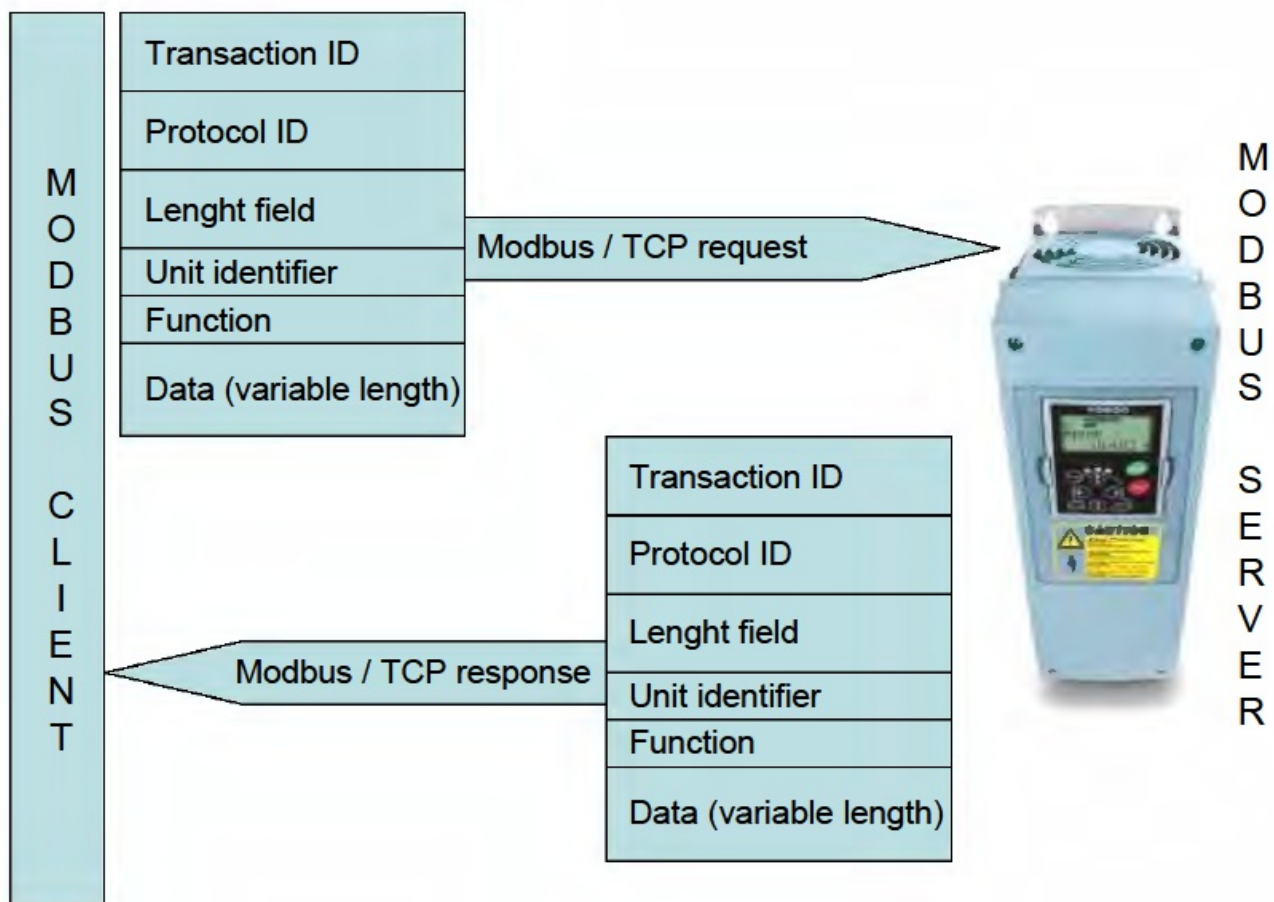 MODBUS CLIENT
Transaction ID
Protocol ID
Lenght field
Unit identifier
Function
Data (variable length)
Modbus / TCP request
MODBUS SERVER
Transaction ID
Protocol ID
Lenght field
Unit identifier
Function
Data (variable length)
Modbus / TCP response
CAUTION